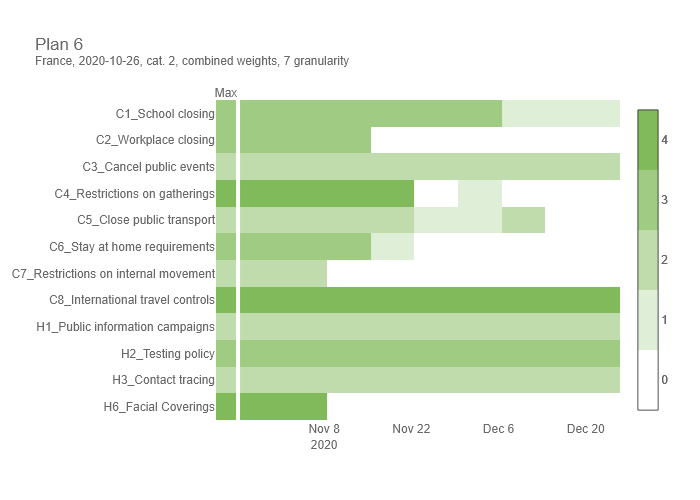 Plan 6
France, 2020-10-26, cat. 2, combined weights, 7 granularity
Max
C1_School closing
C2_Workplace closing
C3_Cancel public events
C4_Restrictions on gatherings
C5_Close public transport
C6_Stay at home requirements
C7_Restrictions on internal movement
C8_International travel controls
H1_Public information campaigns
H2_Testing policy
H3_Contact tracing
H6_Facial Coverings
Nov 8 Nov 22 Dec 6 Dec 20
2020
4
3
2
1
0